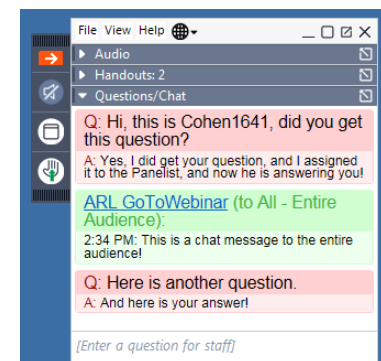 File View Help
Audio
Handouts: 2
Questions/Chat
Q: Hi, this is Cohen1641, did you get
this question?
A: Yes, I did get your question, and I assigned
it to the Panelist, and now he is answering you!
ARL GoToWebinar (to All - Entire
Audience):
2:34 PM: This is a chat message to the entire
audience!
Q: Here is another question.
A: And here is your answer!
[Enter a question for staff]